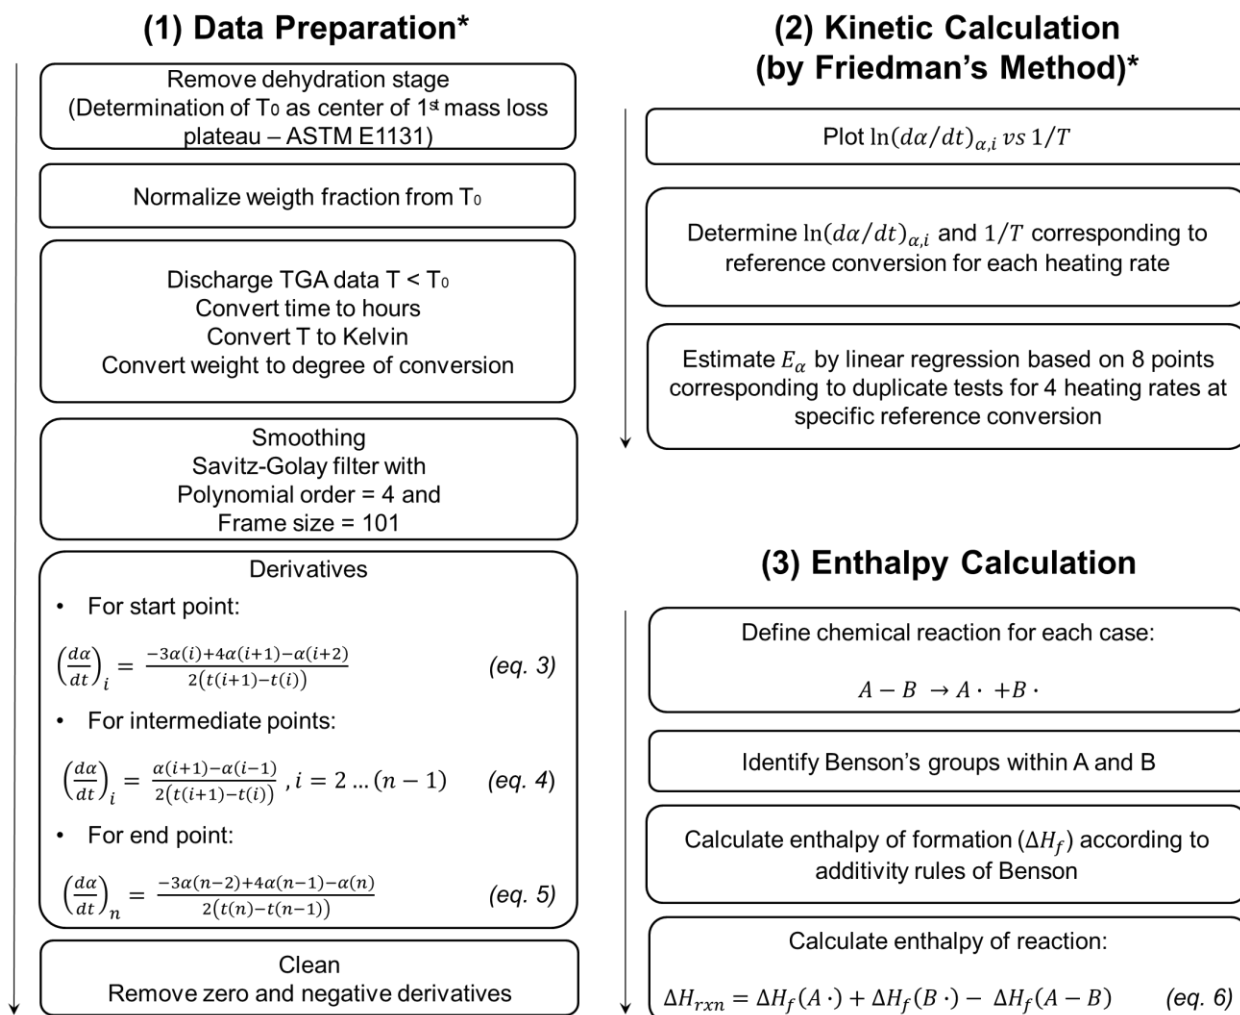 (1) Data Preparation*
Remove dehydration stage
(Determination of T₀ as center of 1ˢᵗ mass loss
plateau – ASTM E1131)
Normalize weigth fraction from T₀
Discharge TGA data T < T₀
Convert time to hours
Convert T to Kelvin
Convert weight to degree of conversion
Smoothing
Savitz-Golay filter with
Polynomial order = 4 and
Frame size = 101
Derivatives
• For start point:
(dα/dt)ᵢ = (−3α(i)+4α(i+1)−α(i+2))/(2(t(i+1)−t(i))) (eq. 3)
• For intermediate points:
(dα/dt)ᵢ = (α(i+1)−α(i−1))/(2(t(i+1)−t(i))) , i = 2 … (n − 1) (eq. 4)
• For end point:
(dα/dt)ₙ = (−3α(n−2)+4α(n−1)−α(n))/(2(t(n)−t(n−1))) (eq. 5)
Clean
Remove zero and negative derivatives
(2) Kinetic Calculation
(by Friedman's Method)*
Plot ln(dα/dt)α,i vs 1/T
Determine ln(dα/dt)α,i and 1/T corresponding to
reference conversion for each heating rate
Estimate Eα by linear regression based on 8 points
corresponding to duplicate tests for 4 heating rates at
specific reference conversion
(3) Enthalpy Calculation
Define chemical reaction for each case:
A − B → A · +B ·
Identify Benson's groups within A and B
Calculate enthalpy of formation (ΔHf) according to
additivity rules of Benson
Calculate enthalpy of reaction:
ΔHrxn = ΔHf(A ·) + ΔHf(B ·) − ΔHf(A − B) (eq. 6)